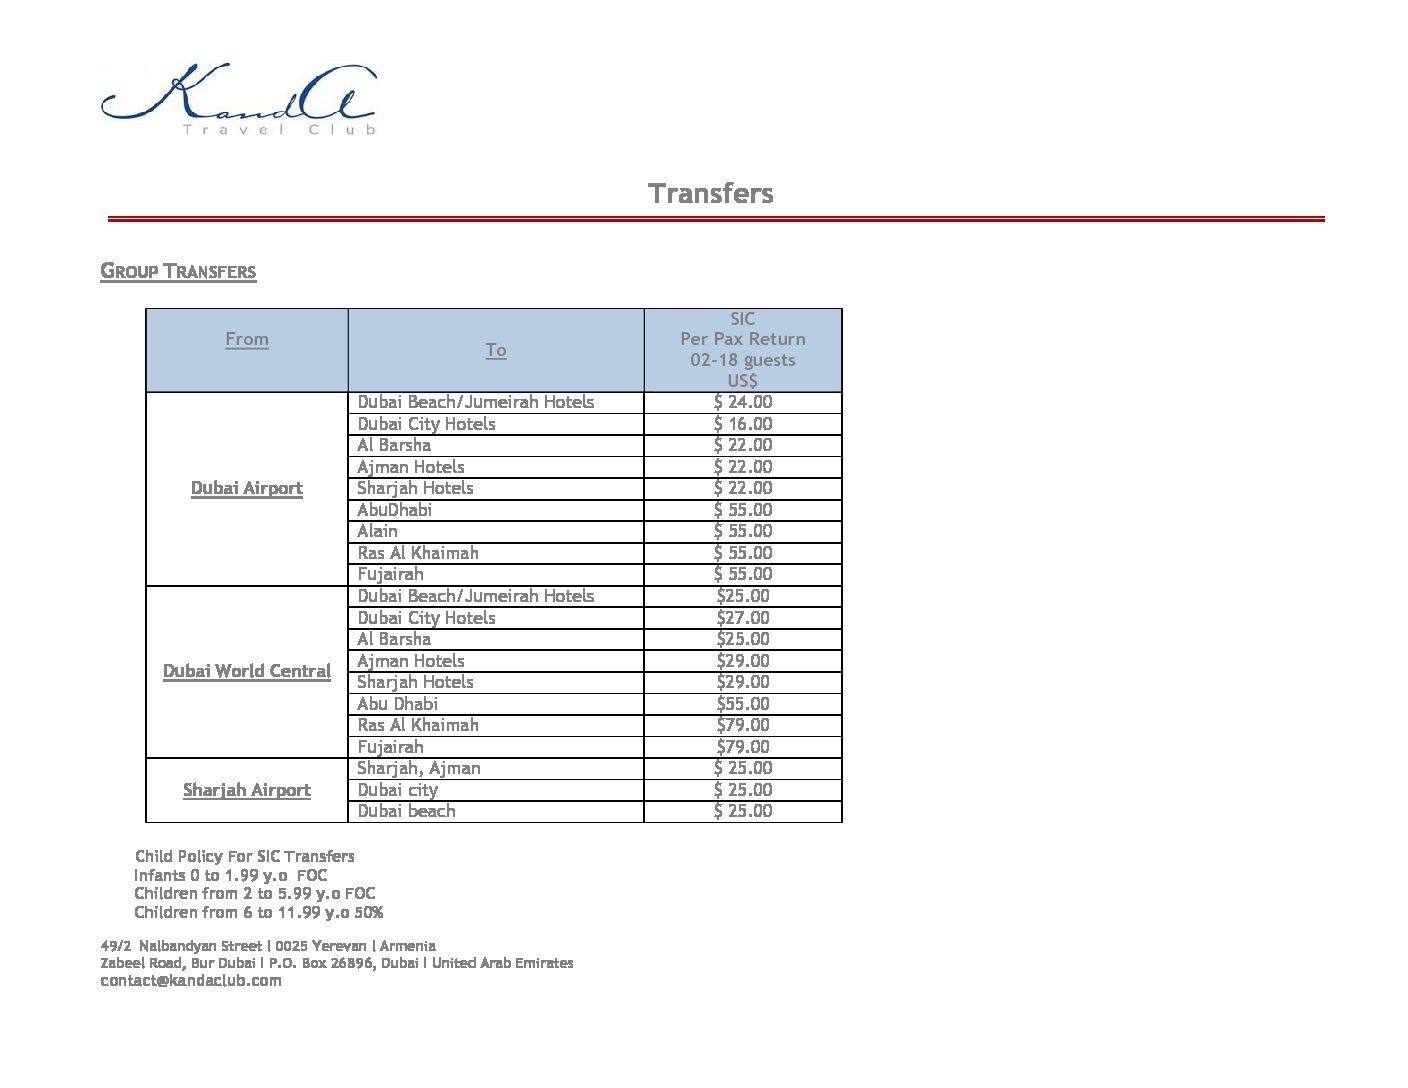 KandA
Travel Club
Transfers
GROUP TRANSFERS
From
To
SIC
Per Pax Return
02-18 guests
US$
Dubai Airport
Dubai Beach/Jumeirah Hotels $ 24.00
Dubai City Hotels $ 16.00
Al Barsha $ 22.00
Ajman Hotels $ 22.00
Sharjah Hotels $ 22.00
AbuDhabi $ 55.00
Alain $ 55.00
Ras Al Khaimah $ 55.00
Fujairah $ 55.00
Dubai World Central
Dubai Beach/Jumeirah Hotels $25.00
Dubai City Hotels $27.00
Al Barsha $25.00
Ajman Hotels $29.00
Sharjah Hotels $29.00
Abu Dhabi $55.00
Ras Al Khaimah $79.00
Fujairah $79.00
Sharjah Airport
Sharjah, Ajman $ 25.00
Dubai city $ 25.00
Dubai beach $ 25.00
Child Policy For SIC Transfers
Infants 0 to 1.99 y.o FOC
Children from 2 to 5.99 y.o FOC
Children from 6 to 11.99 y.o 50%
49/2 Nalbandyan Street l 0025 Yerevan l Armenia
Zabeel Road, Bur Dubai l P.O. Box 26896, Dubai l United Arab Emirates
contact@kandaclub.com